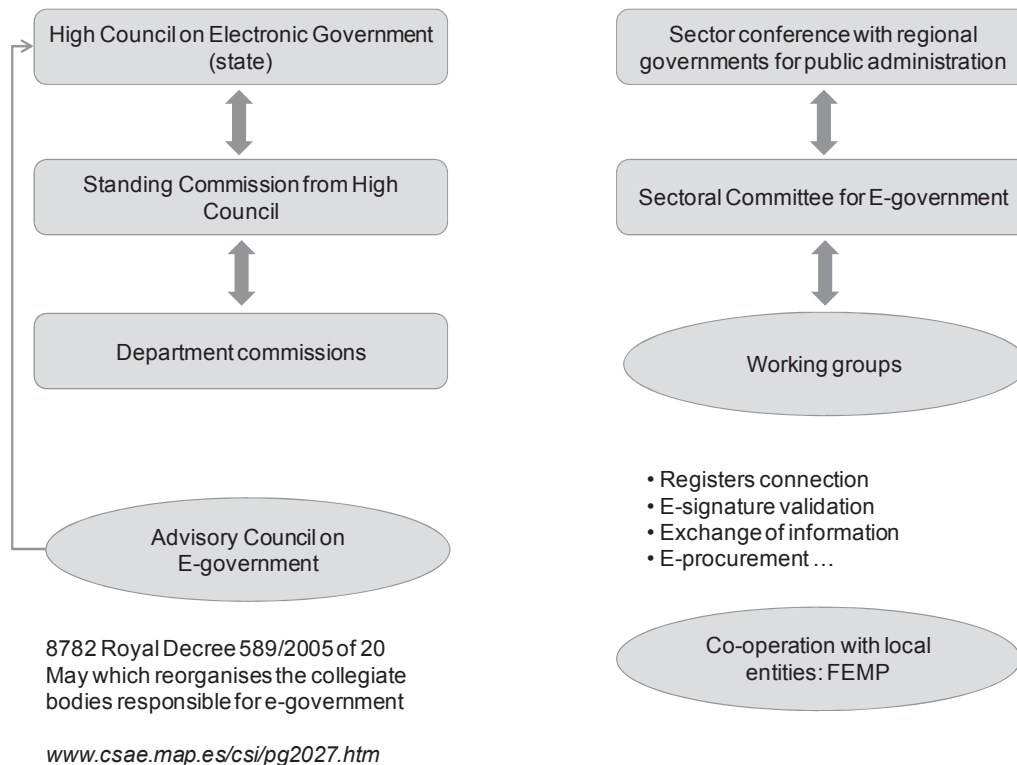 High Council on Electronic Government
(state)
Standing Commission from High
Council
Department commissions
Advisory Council on
E-government
8782 Royal Decree 589/2005 of 20
May which reorganises the collegiate
bodies responsible for e-government
www.csae.map.es/csi/pg2027.htm
Sector conference with regional
governments for public administration
Sectoral Committee for E-government
Working groups
• Registers connection
• E-signature validation
• Exchange of information
• E-procurement …
Co-operation with local
entities: FEMP